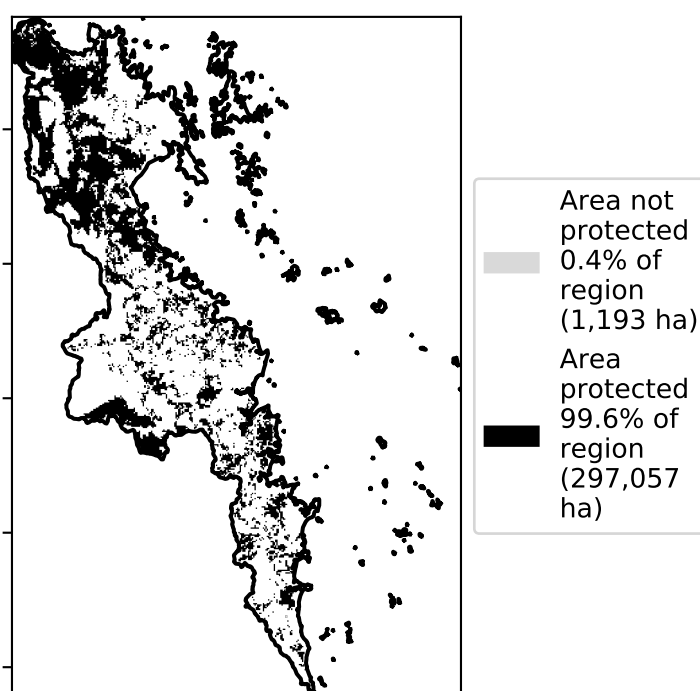 Area not
protected
0.4% of
region
(1,193 ha)
Area
protected
99.6% of
region
(297,057
ha)